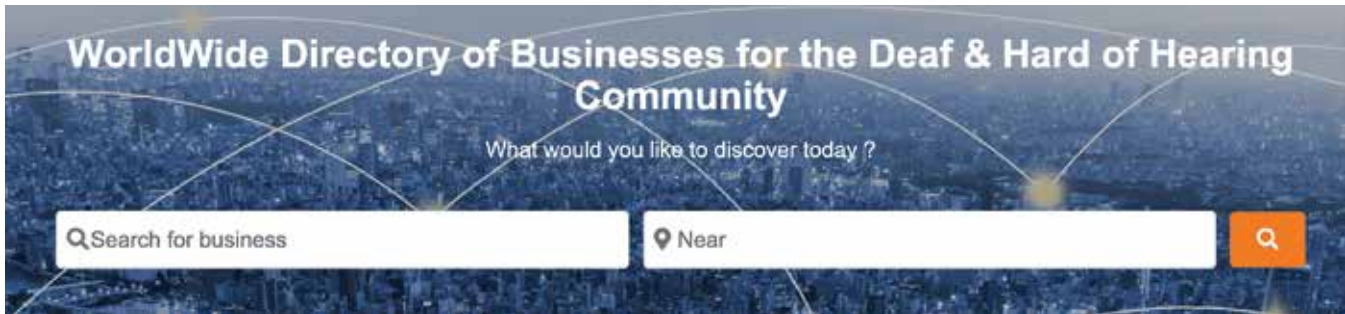 WorldWide Directory of Businesses for the Deaf & Hard of Hearing
Community
What would you like to discover today ?
Search for business
Near